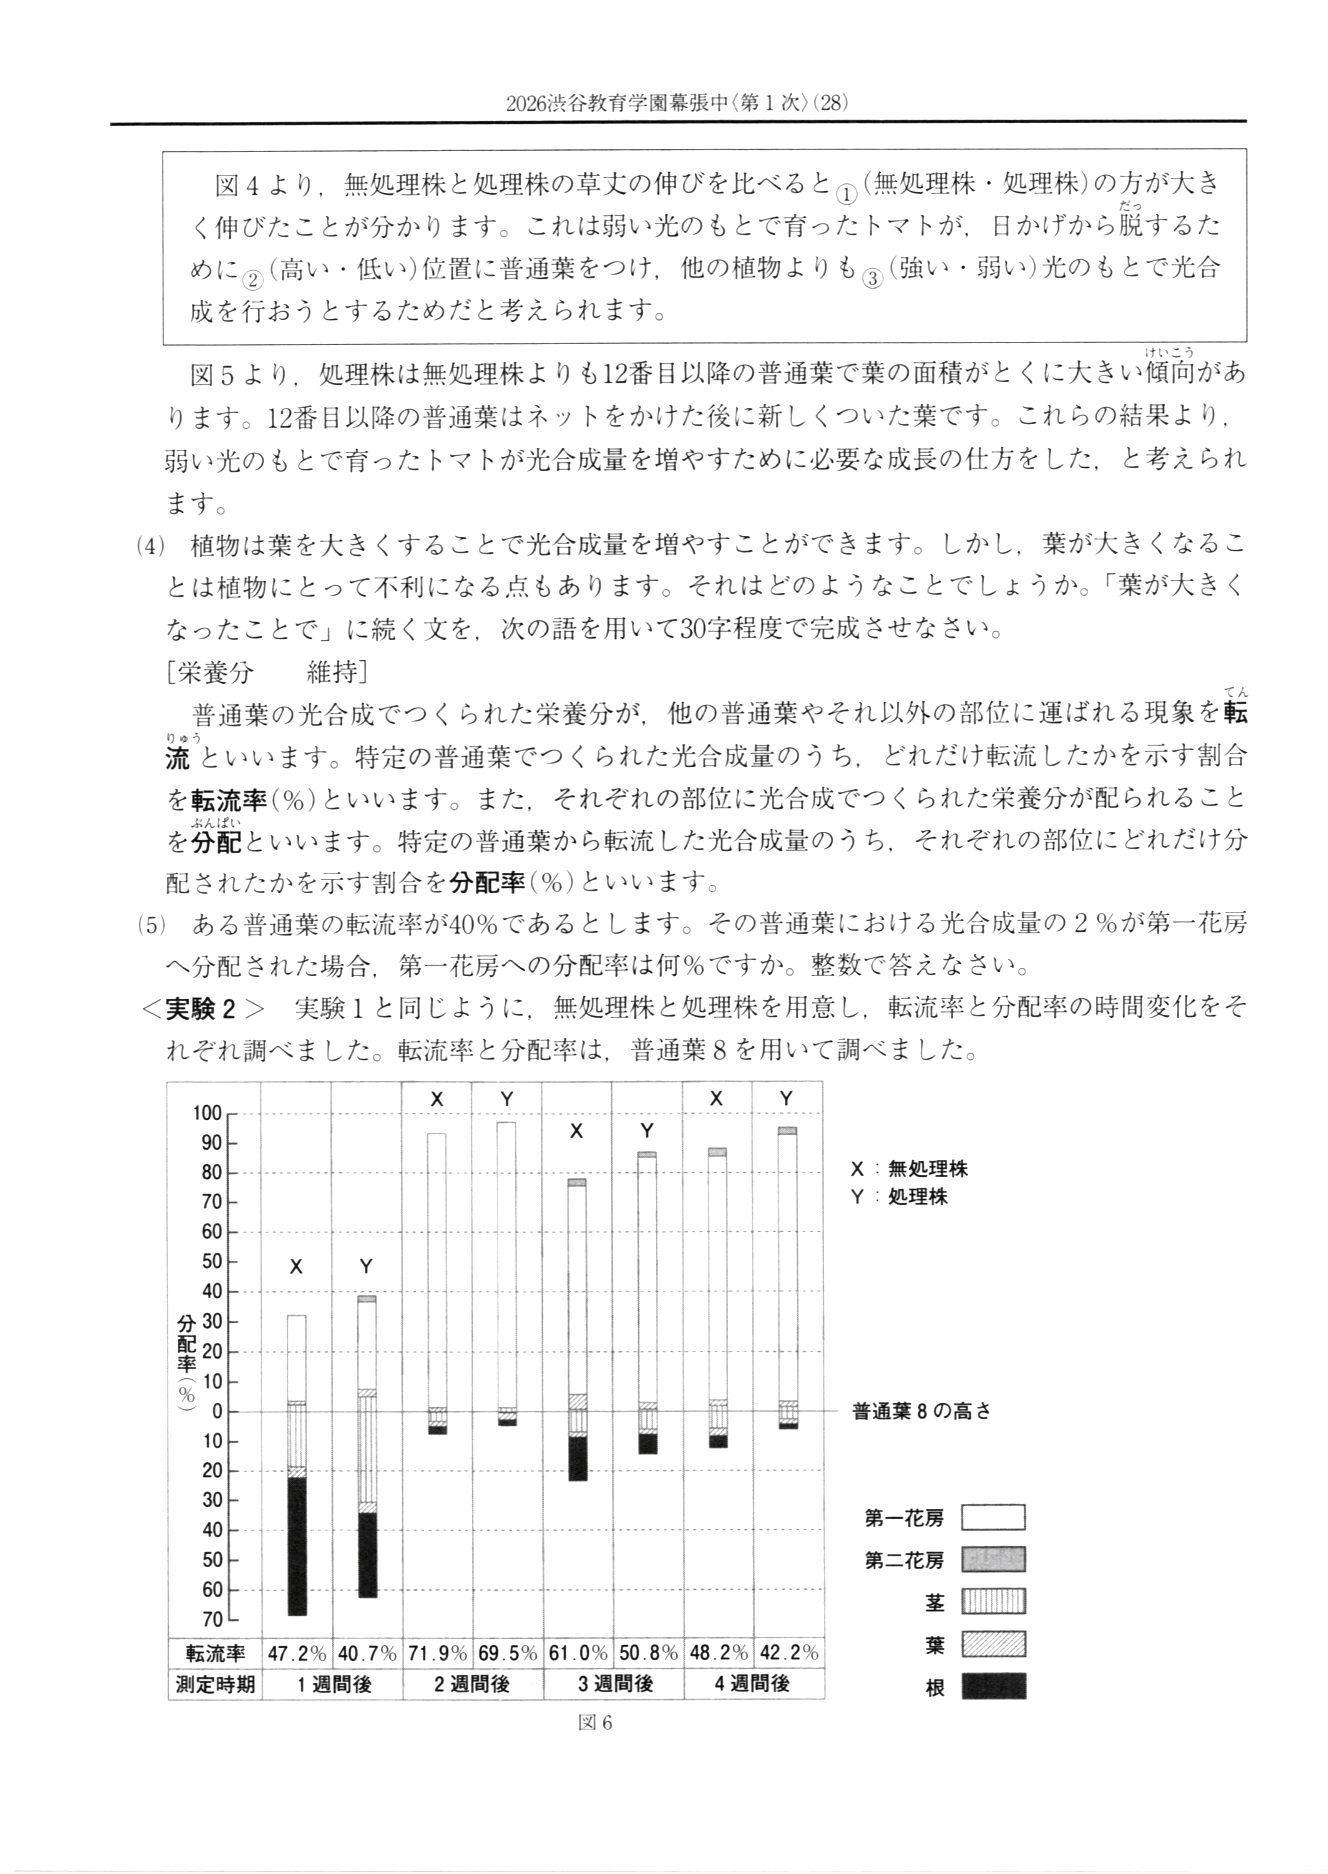 2026渋谷教育学園幕張中〈第1次〉(28)
図4より，無処理株と処理株の草丈の伸びを比べると①(無処理株・処理株)の方が大き
く伸びたことが分かります。これは弱い光のもとで育ったトマトが，日かげから脱するた
めに②(高い・低い)位置に普通葉をつけ，他の植物よりも③(強い・弱い)光のもとで光合
成を行おうとするためだと考えられます。
図5より，処理株は無処理株よりも12番目以降の普通葉で葉の面積がとくに大きい傾向があ
ります。12番目以降の普通葉はネットをかけた後に新しくついた葉です。これらの結果より，
弱い光のもとで育ったトマトが光合成量を増やすために必要な成長の仕方をした，と考えられ
ます。
(4) 植物は葉を大きくすることで光合成量を増やすことができます。しかし，葉が大きくなるこ
とは植物にとって不利になる点もあります。それはどのようなことでしょうか。「葉が大きく
なったことで」に続く文を，次の語を用いて30字程度で完成させなさい。
[栄養分　　維持]
普通葉の光合成でつくられた栄養分が，他の普通葉やそれ以外の部位に運ばれる現象を転
流といいます。特定の普通葉でつくられた光合成量のうち，どれだけ転流したかを示す割合
を転流率(%)といいます。また，それぞれの部位に光合成でつくられた栄養分が配られること
を分配といいます。特定の普通葉から転流した光合成量のうち，それぞれの部位にどれだけ分
配されたかを示す割合を分配率(%)といいます。
(5) ある普通葉の転流率が40%であるとします。その普通葉における光合成量の2%が第一花房
へ分配された場合，第一花房への分配率は何%ですか。整数で答えなさい。
＜実験2＞　実験1と同じように，無処理株と処理株を用意し，転流率と分配率の時間変化をそ
れぞれ調べました。転流率と分配率は，普通葉8を用いて調べました。
X Y X Y
X Y
X Y
100
90
80
70
60
50
40
30
20
10
0
10
20
30
40
50
60
70
分配率(%)
X：無処理株
Y：処理株
普通葉8の高さ
第一花房
第二花房
茎
葉
根
転流率 47.2% 40.7% 71.9% 69.5% 61.0% 50.8% 48.2% 42.2%
測定時期 1週間後 2週間後 3週間後 4週間後
図6